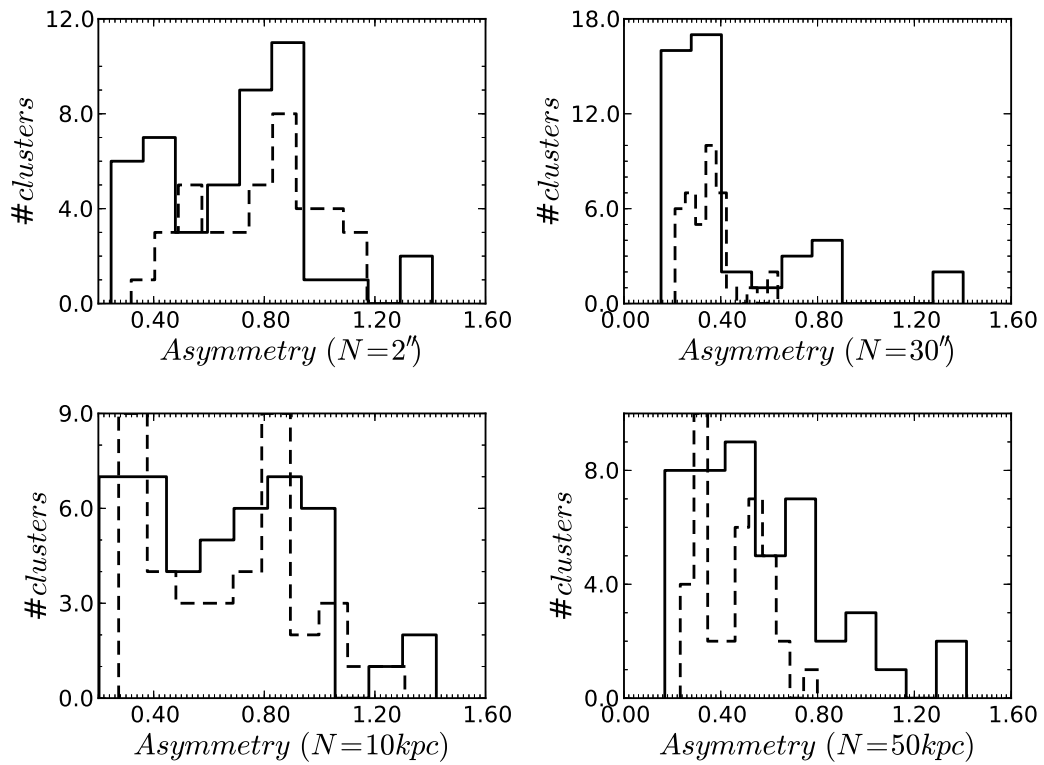 12.0
8.0
4.0
0.0
# clusters
0.40 0.80 1.20 1.60
Asymmetry (N=2″)
18.0
12.0
6.0
0.0
# clusters
0.00 0.40 0.80 1.20 1.60
Asymmetry (N=30″)
9.0
6.0
3.0
0.0
# clusters
0.40 0.80 1.20 1.60
Asymmetry (N=10kpc)
8.0
4.0
0.0
# clusters
0.00 0.40 0.80 1.20 1.60
Asymmetry (N=50kpc)